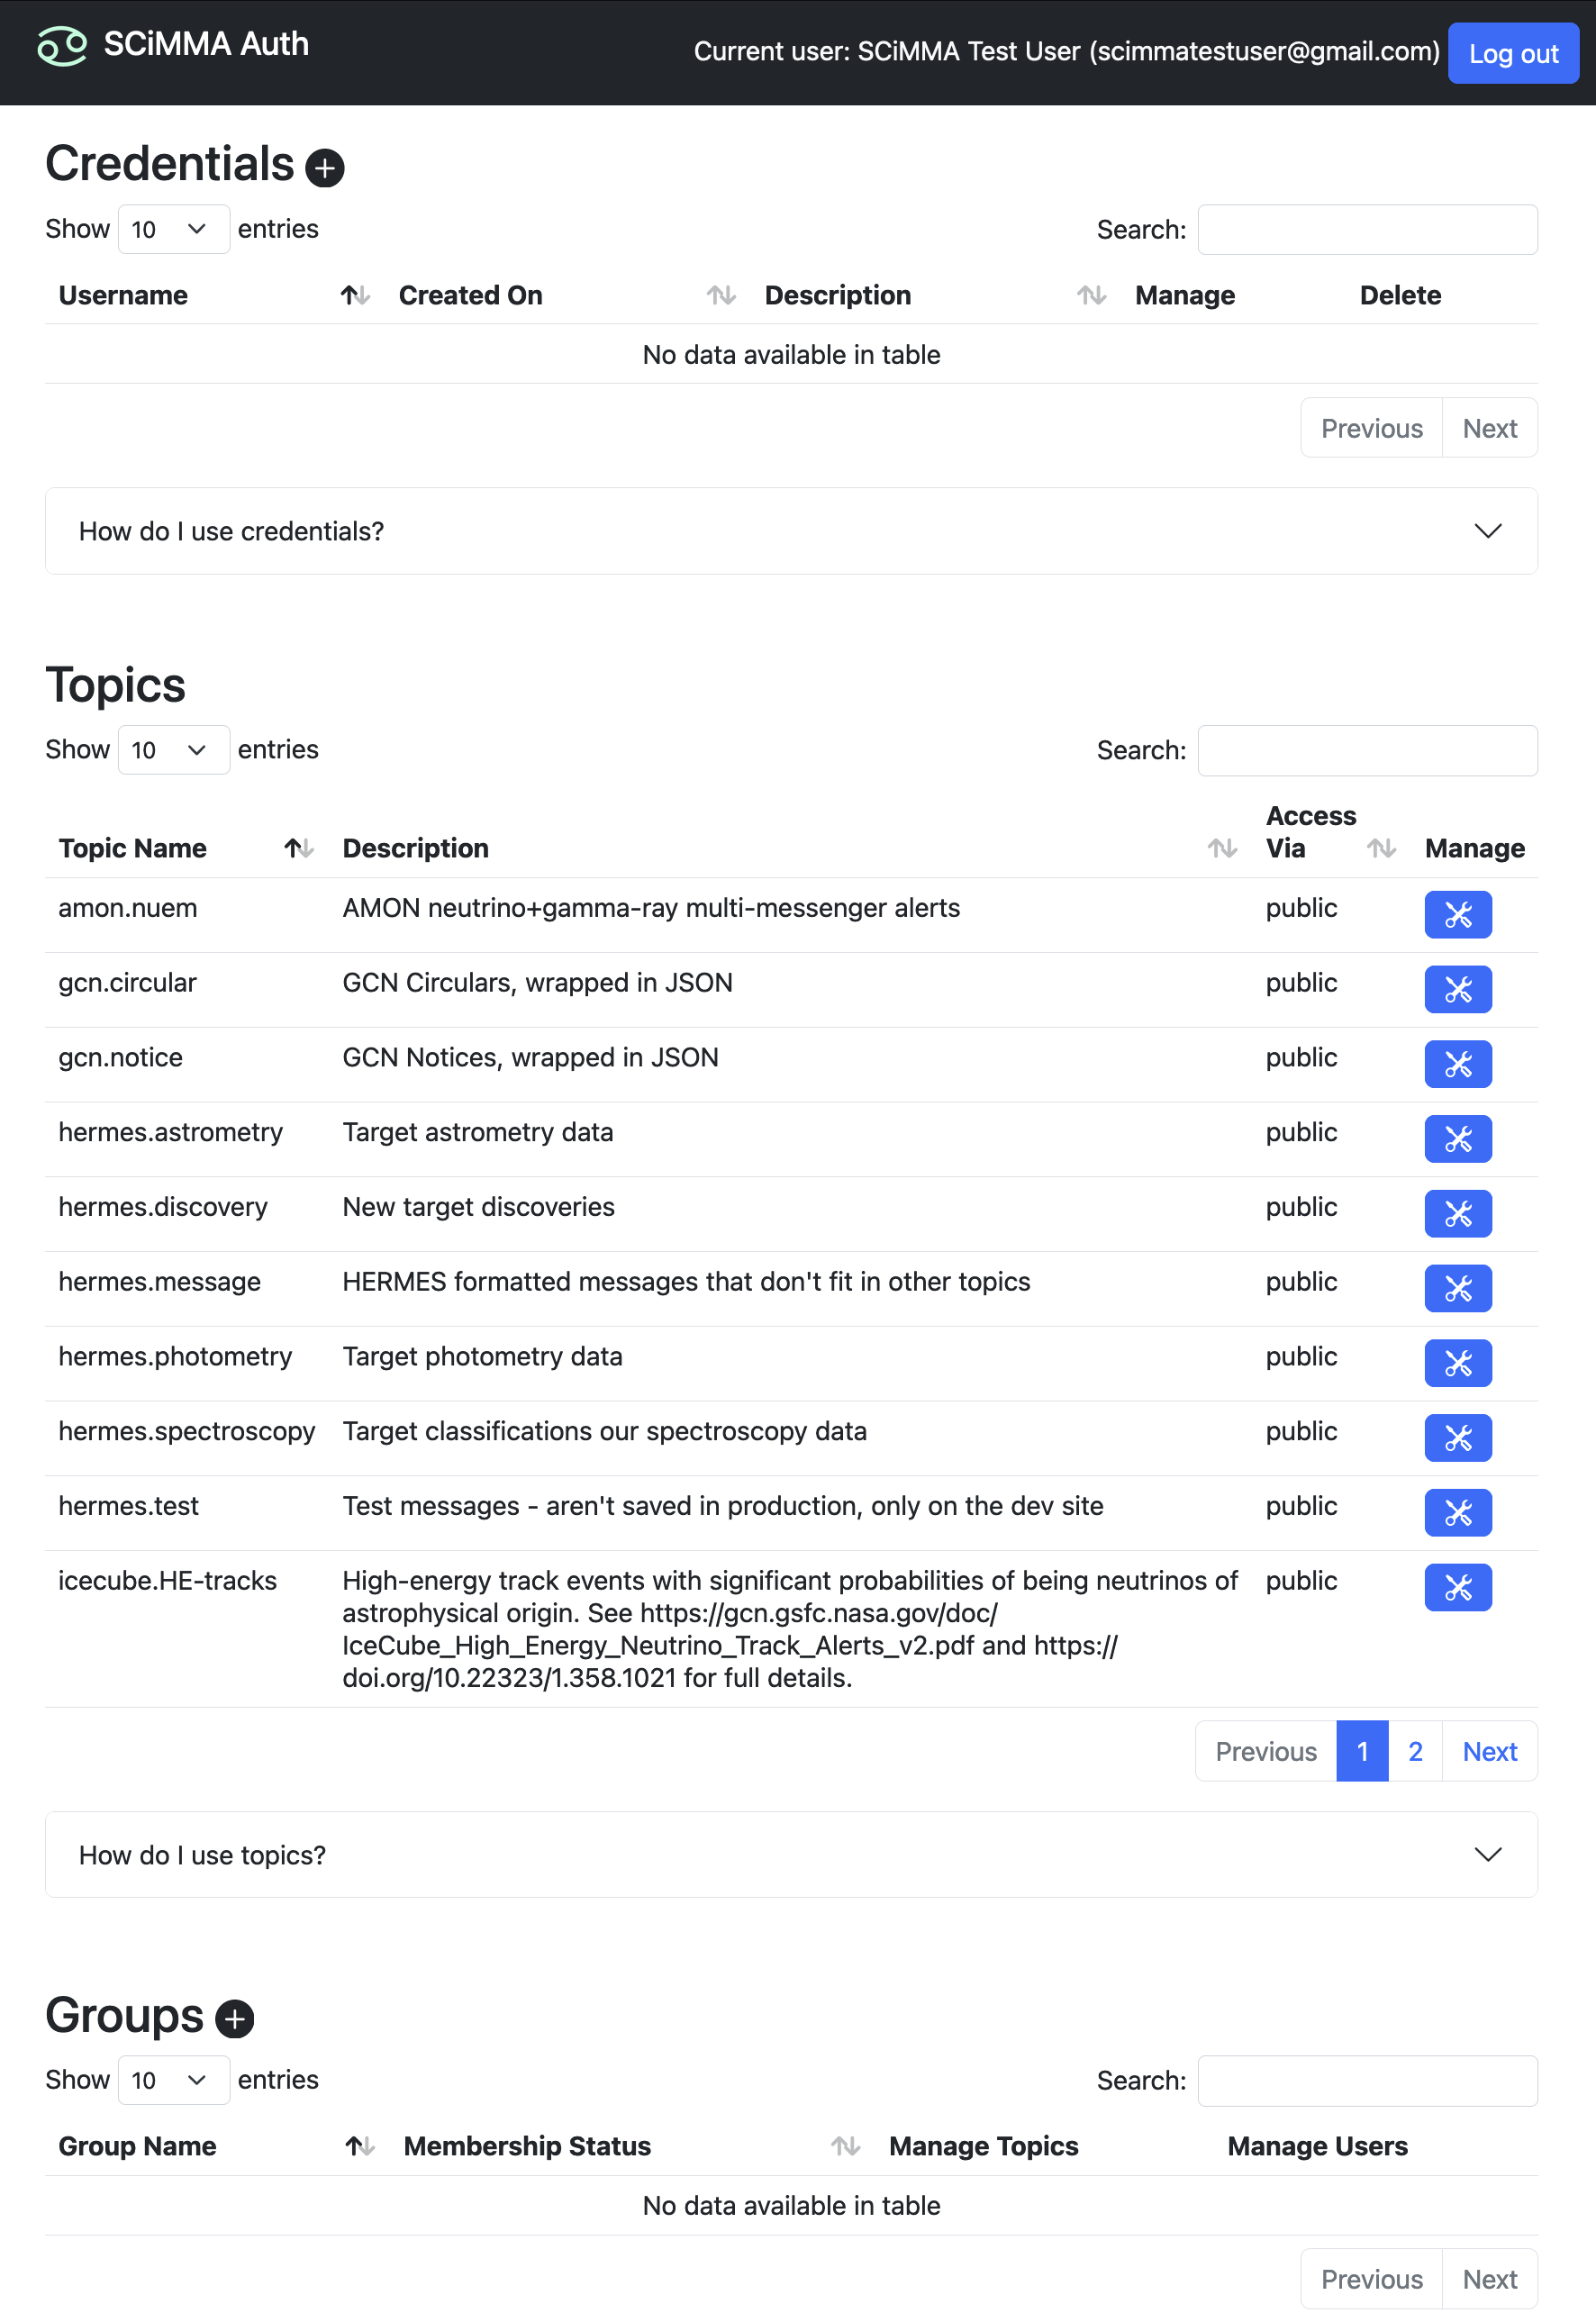 SCiMMA Auth
Current user: SCiMMA Test User (scimmatestuser@gmail.com) Log out
Credentials
Show 10 entries Search:
Username Created On Description Manage Delete
No data available in table
Previous Next
How do I use credentials?
Topics
Show 10 entries Search:
Topic Name Description Access Via Manage
amon.nuem AMON neutrino+gamma-ray multi-messenger alerts public
gcn.circular GCN Circulars, wrapped in JSON public
gcn.notice GCN Notices, wrapped in JSON public
hermes.astrometry Target astrometry data public
hermes.discovery New target discoveries public
hermes.message HERMES formatted messages that don't fit in other topics public
hermes.photometry Target photometry data public
hermes.spectroscopy Target classifications our spectroscopy data public
hermes.test Test messages - aren't saved in production, only on the dev site public
icecube.HE-tracks High-energy track events with significant probabilities of being neutrinos of public
astrophysical origin. See https://gcn.gsfc.nasa.gov/doc/
IceCube_High_Energy_Neutrino_Track_Alerts_v2.pdf and https://
doi.org/10.22323/1.358.1021 for full details.
Previous 1 2 Next
How do I use topics?
Groups
Show 10 entries Search:
Group Name Membership Status Manage Topics Manage Users
No data available in table
Previous Next